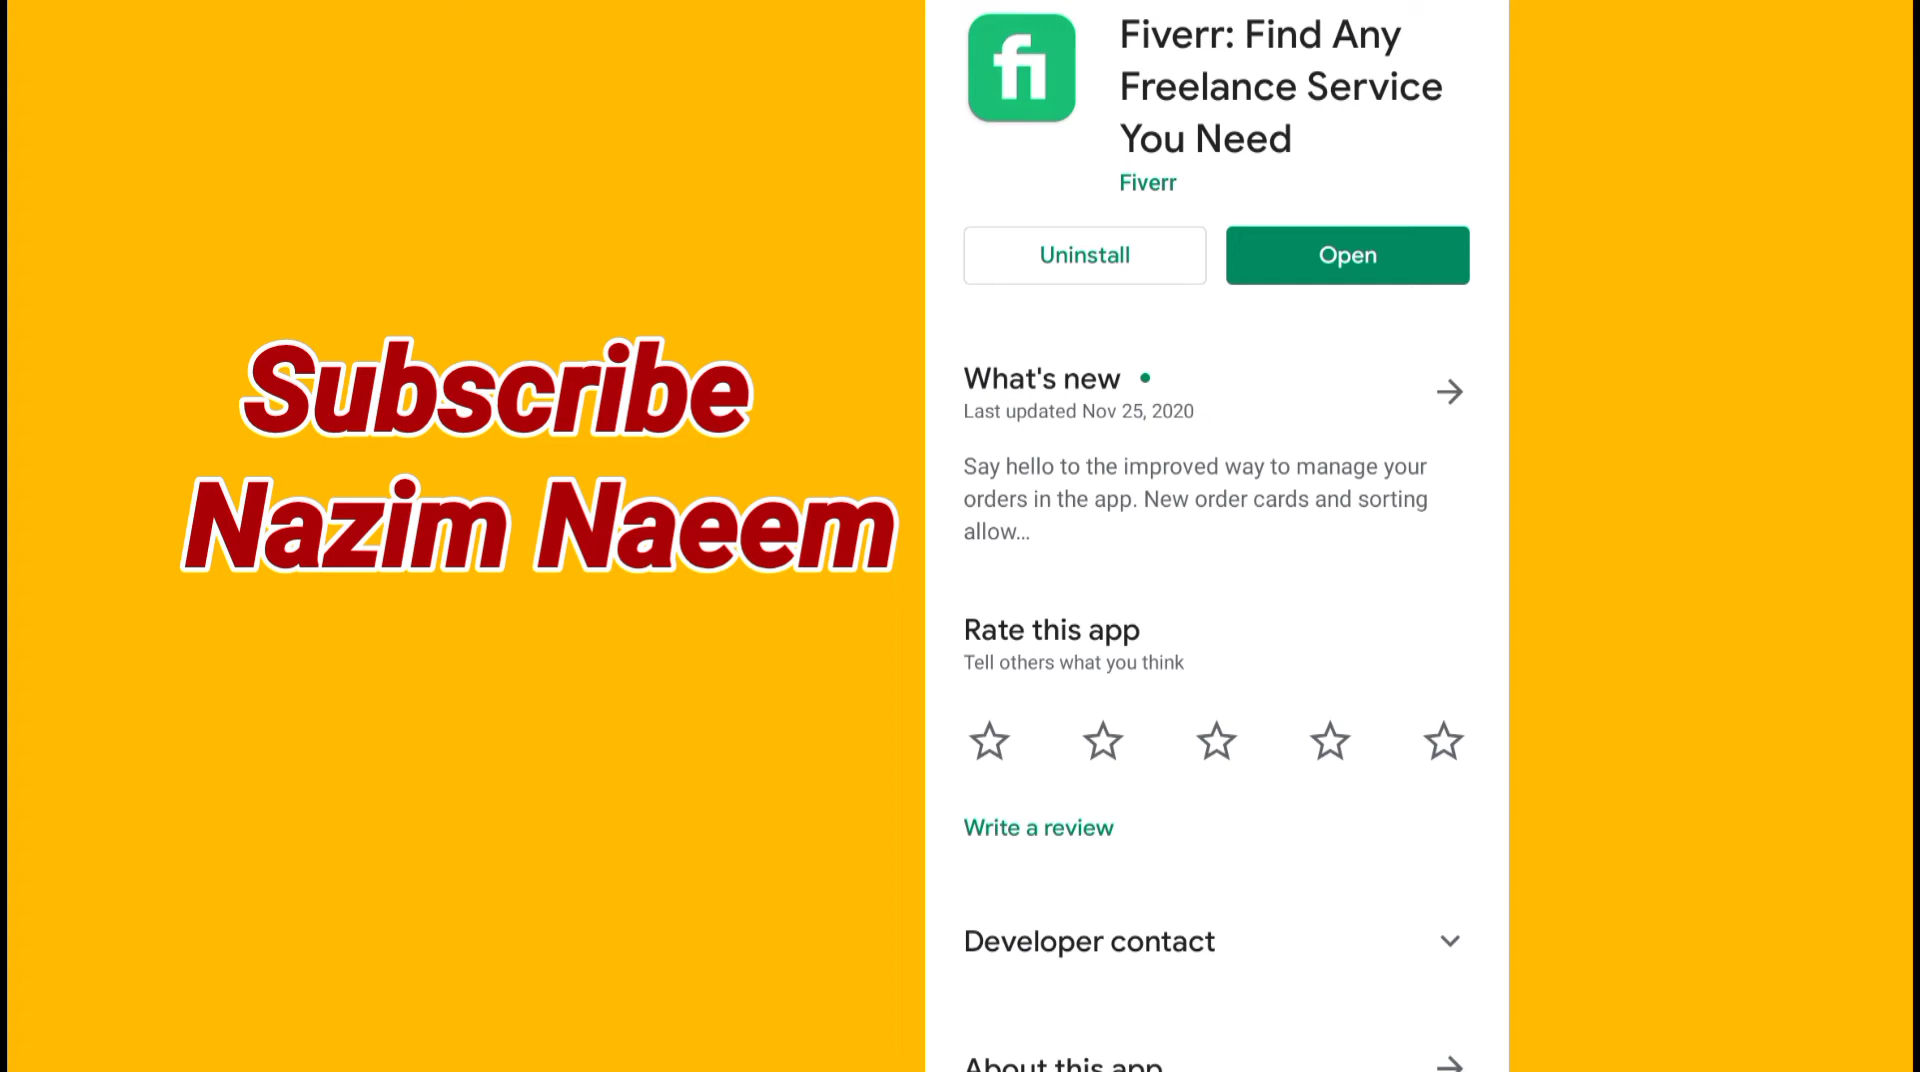 Subscribe
Nazim Naeem
fi
Fiverr: Find Any
Freelance Service
You Need
Fiverr
Uninstall
Open
What's new
Last updated Nov 25, 2020
Say hello to the improved way to manage your
orders in the app. New order cards and sorting
allow...
Rate this app
Tell others what you think
Write a review
Developer contact
About this app